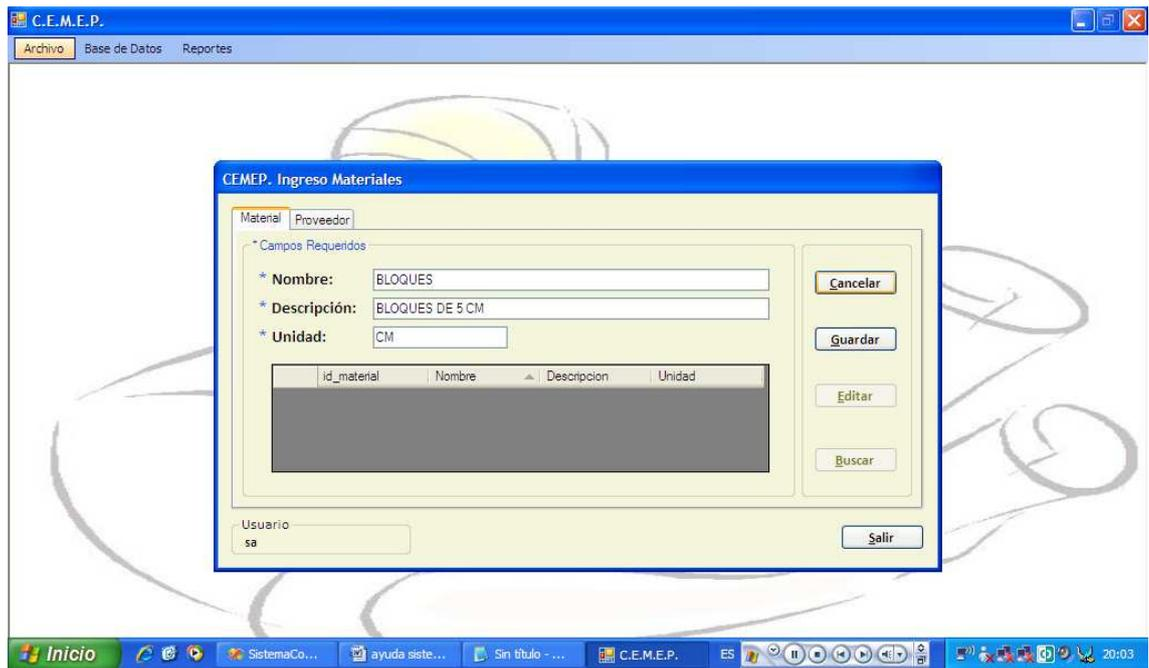 C.E.M.E.P.
Archivo Base de Datos Reportes
CEMEP. Ingreso Materiales
Material Proveedor
* Campos Requeridos
* Nombre: BLOQUES
Cancelar
* Descripción: BLOQUES DE 5 CM
* Unidad: CM
Guardar
id_material Nombre Descripcion Unidad
Editar
Buscar
Usuario
sa
Salir
Inicio SistemaCo... ayuda siste... Sin título - ... C.E.M.E.P. ES 20:03